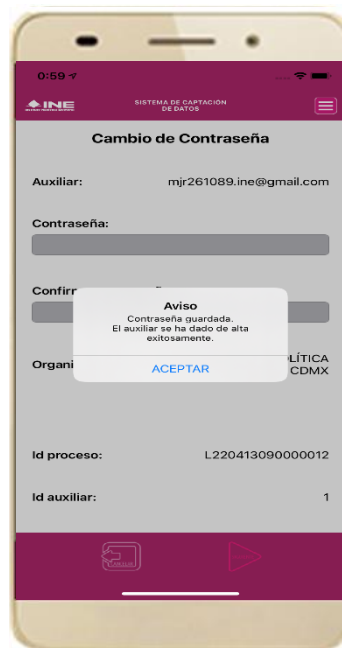 0:59
INE
SISTEMA DE CAPTACIÓN
DE DATOS
Cambio de Contraseña
Auxiliar: mjr261089.ine@gmail.com
Contraseña:
Confirm
Aviso
Contraseña guardada.
El auxiliar se ha dado de alta
exitosamente.
ACEPTAR
Organi LÍTICA
CDMX
Id proceso: L220413090000012
Id auxiliar: 1